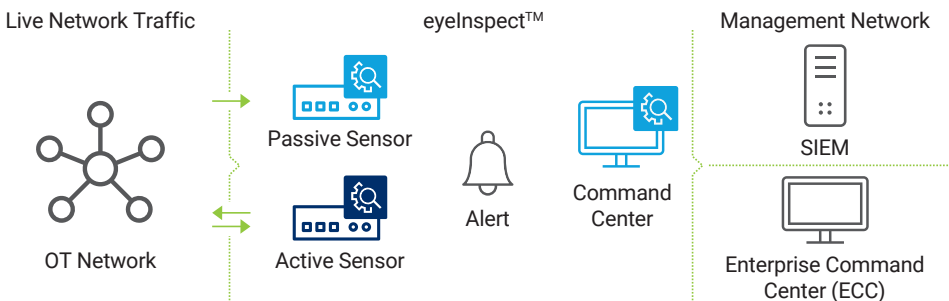 Live Network Traffic
eyeInspect™
Management Network
Passive Sensor
SIEM
Alert
Command
Center
OT Network
Active Sensor
Enterprise Command
Center (ECC)